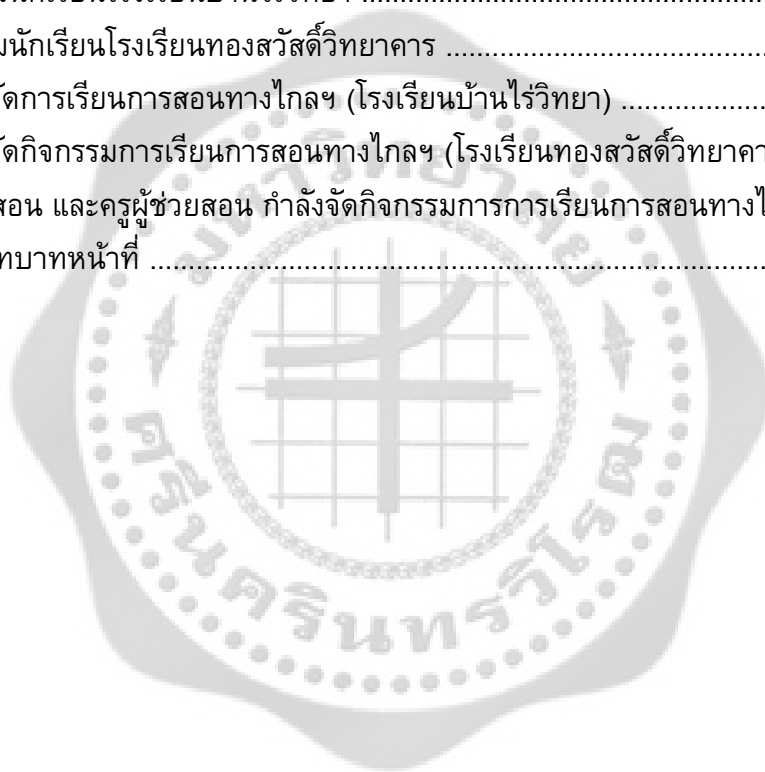 นักเรียนโรงเรียนทองสวัสดิ์วิทยาคาร ........................................
ัดการเรียนการสอนทางไกลฯ (โรงเรียนบ้านไร่วิทยา) ..................
ัดกิจกรรมการเรียนการสอนทางไกลฯ (โรงเรียนทองสวัสดิ์วิทยาคา
สอน และครูผู้ช่วยสอน กำลังจัดกิจกรรมการการเรียนการสอนทางไ
ทบาทหน้าที่ ...............................................................................
มหาวิทยาลัย
ศรีนครินทรวิโรฒ